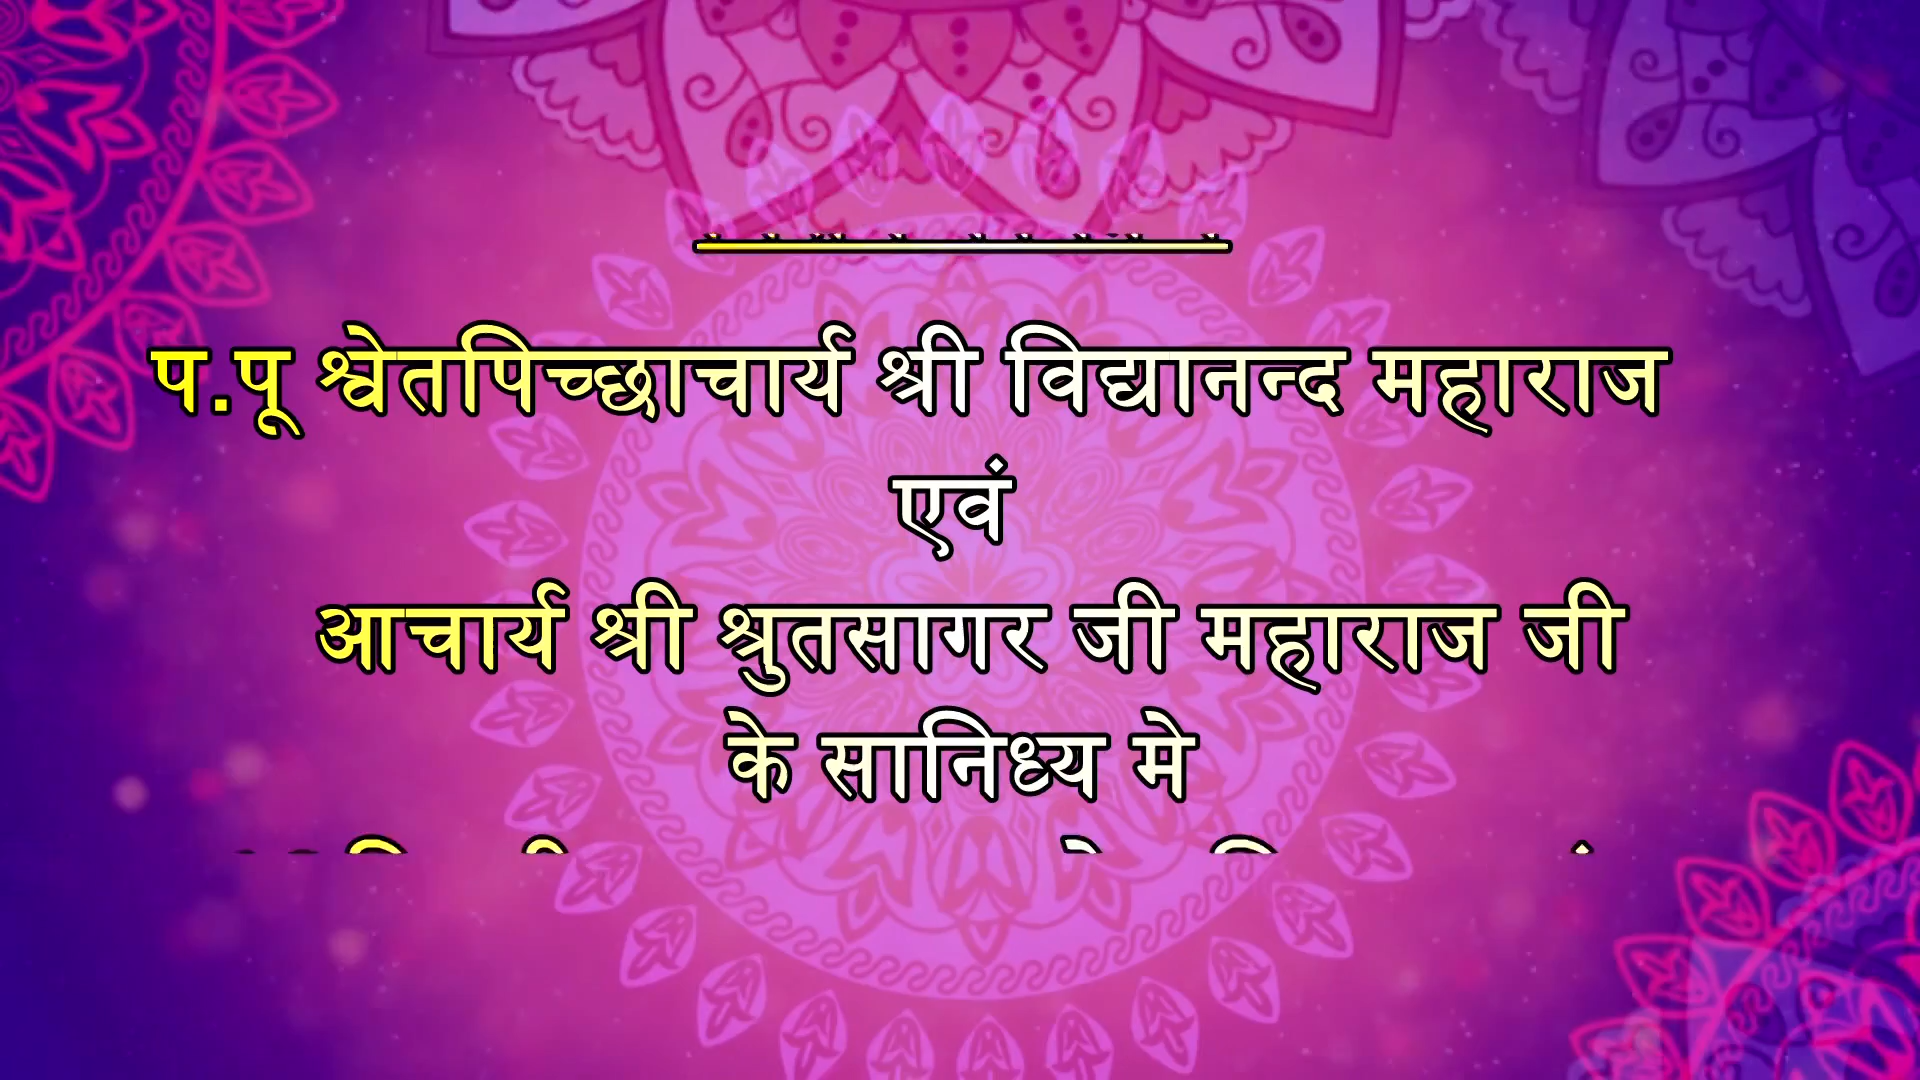 प.पू श्वेतपिच्छाचार्य श्री विद्यानन्द महाराज
एवं
आचार्य श्री श्रुतसागर जी महाराज जी
के सानिध्य मे